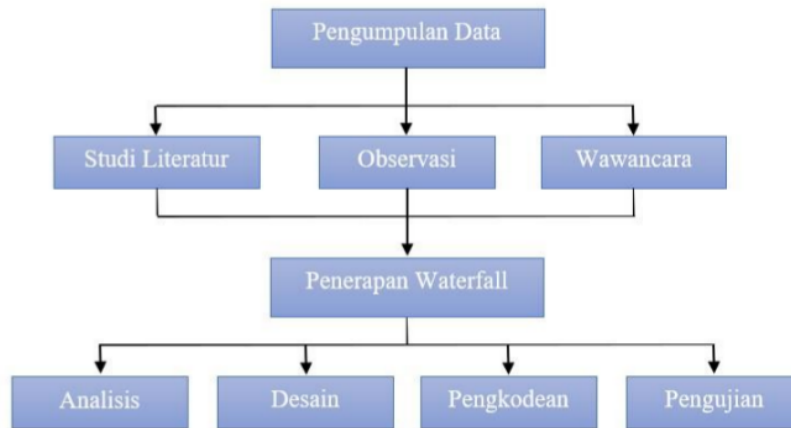 Pengumpulan Data
Studi Literatur
Observasi
Wawancara
Penerapan Waterfall
Analisis
Desain
Pengkodean
Pengujian